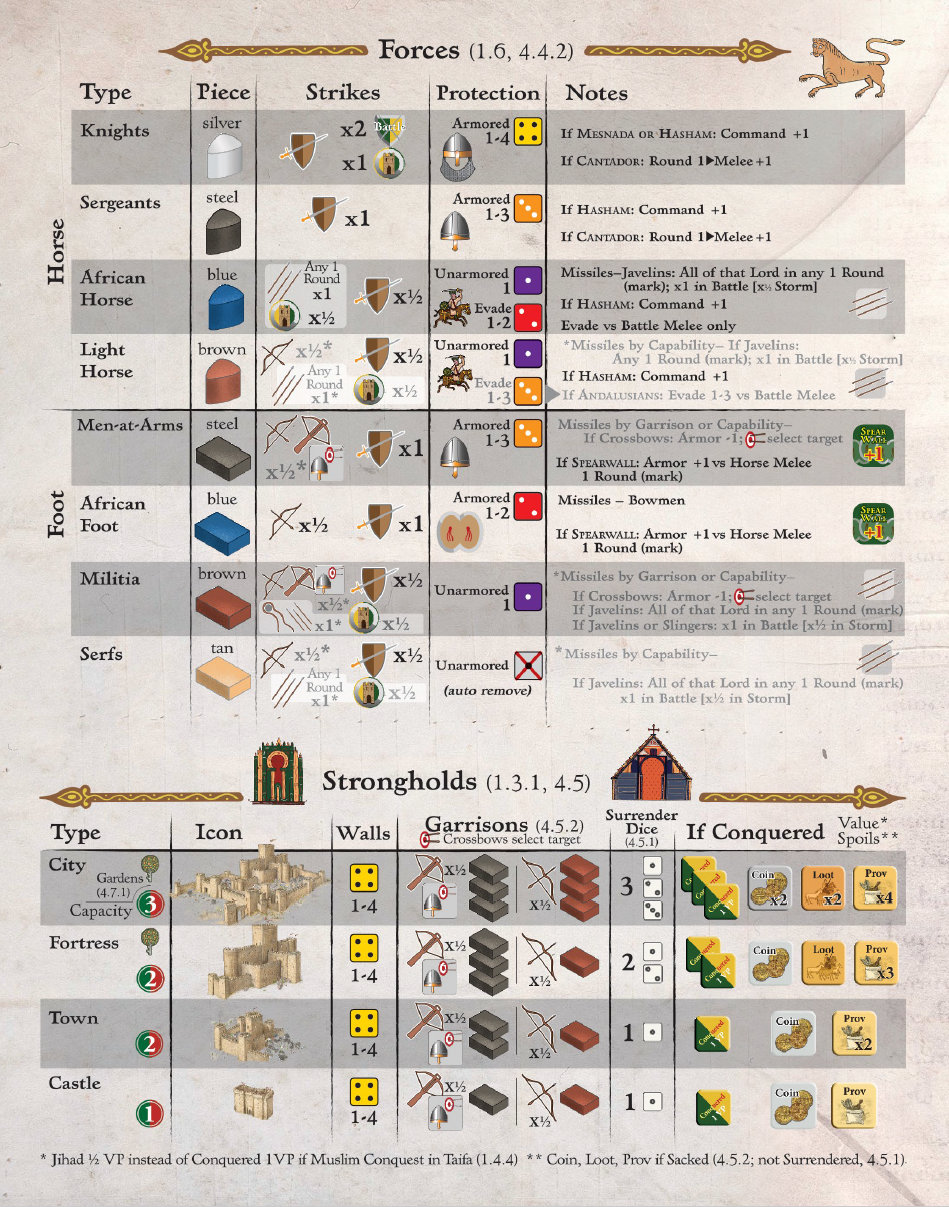 Forces (1.6, 4.4.2)
Type Piece Strikes Protection Notes
Horse
Knights
silver
x2 Battle
x1
Armored
1-4
If Mesnada or Hasham: Command +1
If Cantador: Round 1►Melee+1
Sergeants
steel
x1
Armored
1-3
If Hasham: Command +1
If Cantador: Round 1►Melee+1
African
Horse
blue
Any 1
Round
x1
x½
x½
Unarmored
1
Evade
1-2
Missiles–Javelins: All of that Lord in any 1 Round
(mark); x1 in Battle [x½ Storm]
If Hasham: Command +1
Evade vs Battle Melee only
Light
Horse
brown
x½*
x½
Any 1
Round
x1*
x½
Unarmored
1
Evade
1-3
*Missiles by Capability– If Javelins:
Any 1 Round (mark); x1 in Battle [x½ Storm]
If Hasham: Command +1
If Andalusians: Evade 1-3 vs Battle Melee
Foot
Men-at-Arms
steel
x½*
x1
Armored
1-3
Missiles by Garrison or Capability–
If Crossbows: Armor -1; select target
If Spearwall: Armor +1 vs Horse Melee
1 Round (mark)
Spear
Wall
+1
African
Foot
blue
x½
x1
Armored
1-2
Missiles – Bowmen
If Spearwall: Armor +1 vs Horse Melee
1 Round (mark)
Spear
Wall
+1
Militia
brown
x½*
x½
x1*
x½
Unarmored
1
*Missiles by Garrison or Capability–
If Crossbows: Armor -1; select target
If Javelins: All of that Lord in any 1 Round (mark)
If Javelins or Slingers: x1 in Battle [x½ in Storm]
Serfs
tan
x½*
x½
Any 1
Round
x1*
x½
Unarmored
(auto remove)
*Missiles by Capability–
If Javelins: All of that Lord in any 1 Round (mark)
x1 in Battle [x½ in Storm]
Strongholds (1.3.1, 4.5)
Type Icon Walls Garrisons (4.5.2)
Crossbows select target
Surrender
Dice
(4.5.1)
If Conquered Value*
Spoils**
City
Gardens
(4.7.1)
Capacity
3
1-4
x½
x½
3
Conquered
1 VP
Coin
x2
Loot
x2
Prov
x4
Fortress
2
1-4
x½
x½
2
Conquered
1 VP
Coin
Loot
Prov
x3
Town
2
1-4
x½
x½
1
Conquered
1 VP
Coin
Prov
x2
Castle
1
1-4
x½
x½
1
Conquered
1 VP
Coin
Prov
* Jihad ½ VP instead of Conquered 1VP if Muslim Conquest in Taifa (1.4.4) ** Coin, Loot, Prov if Sacked (4.5.2; not Surrendered, 4.5.1).